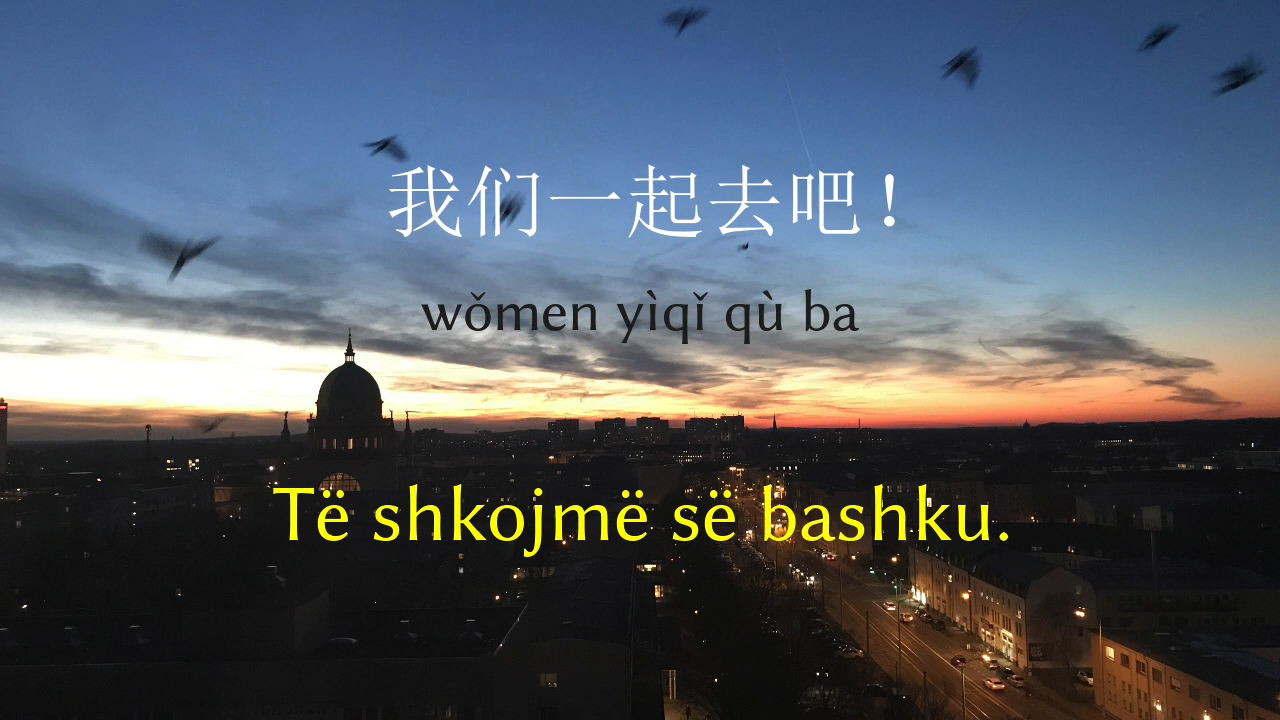 我们一起去吧！
wǒmen yìqǐ qù ba
Të shkojmë së bashku.